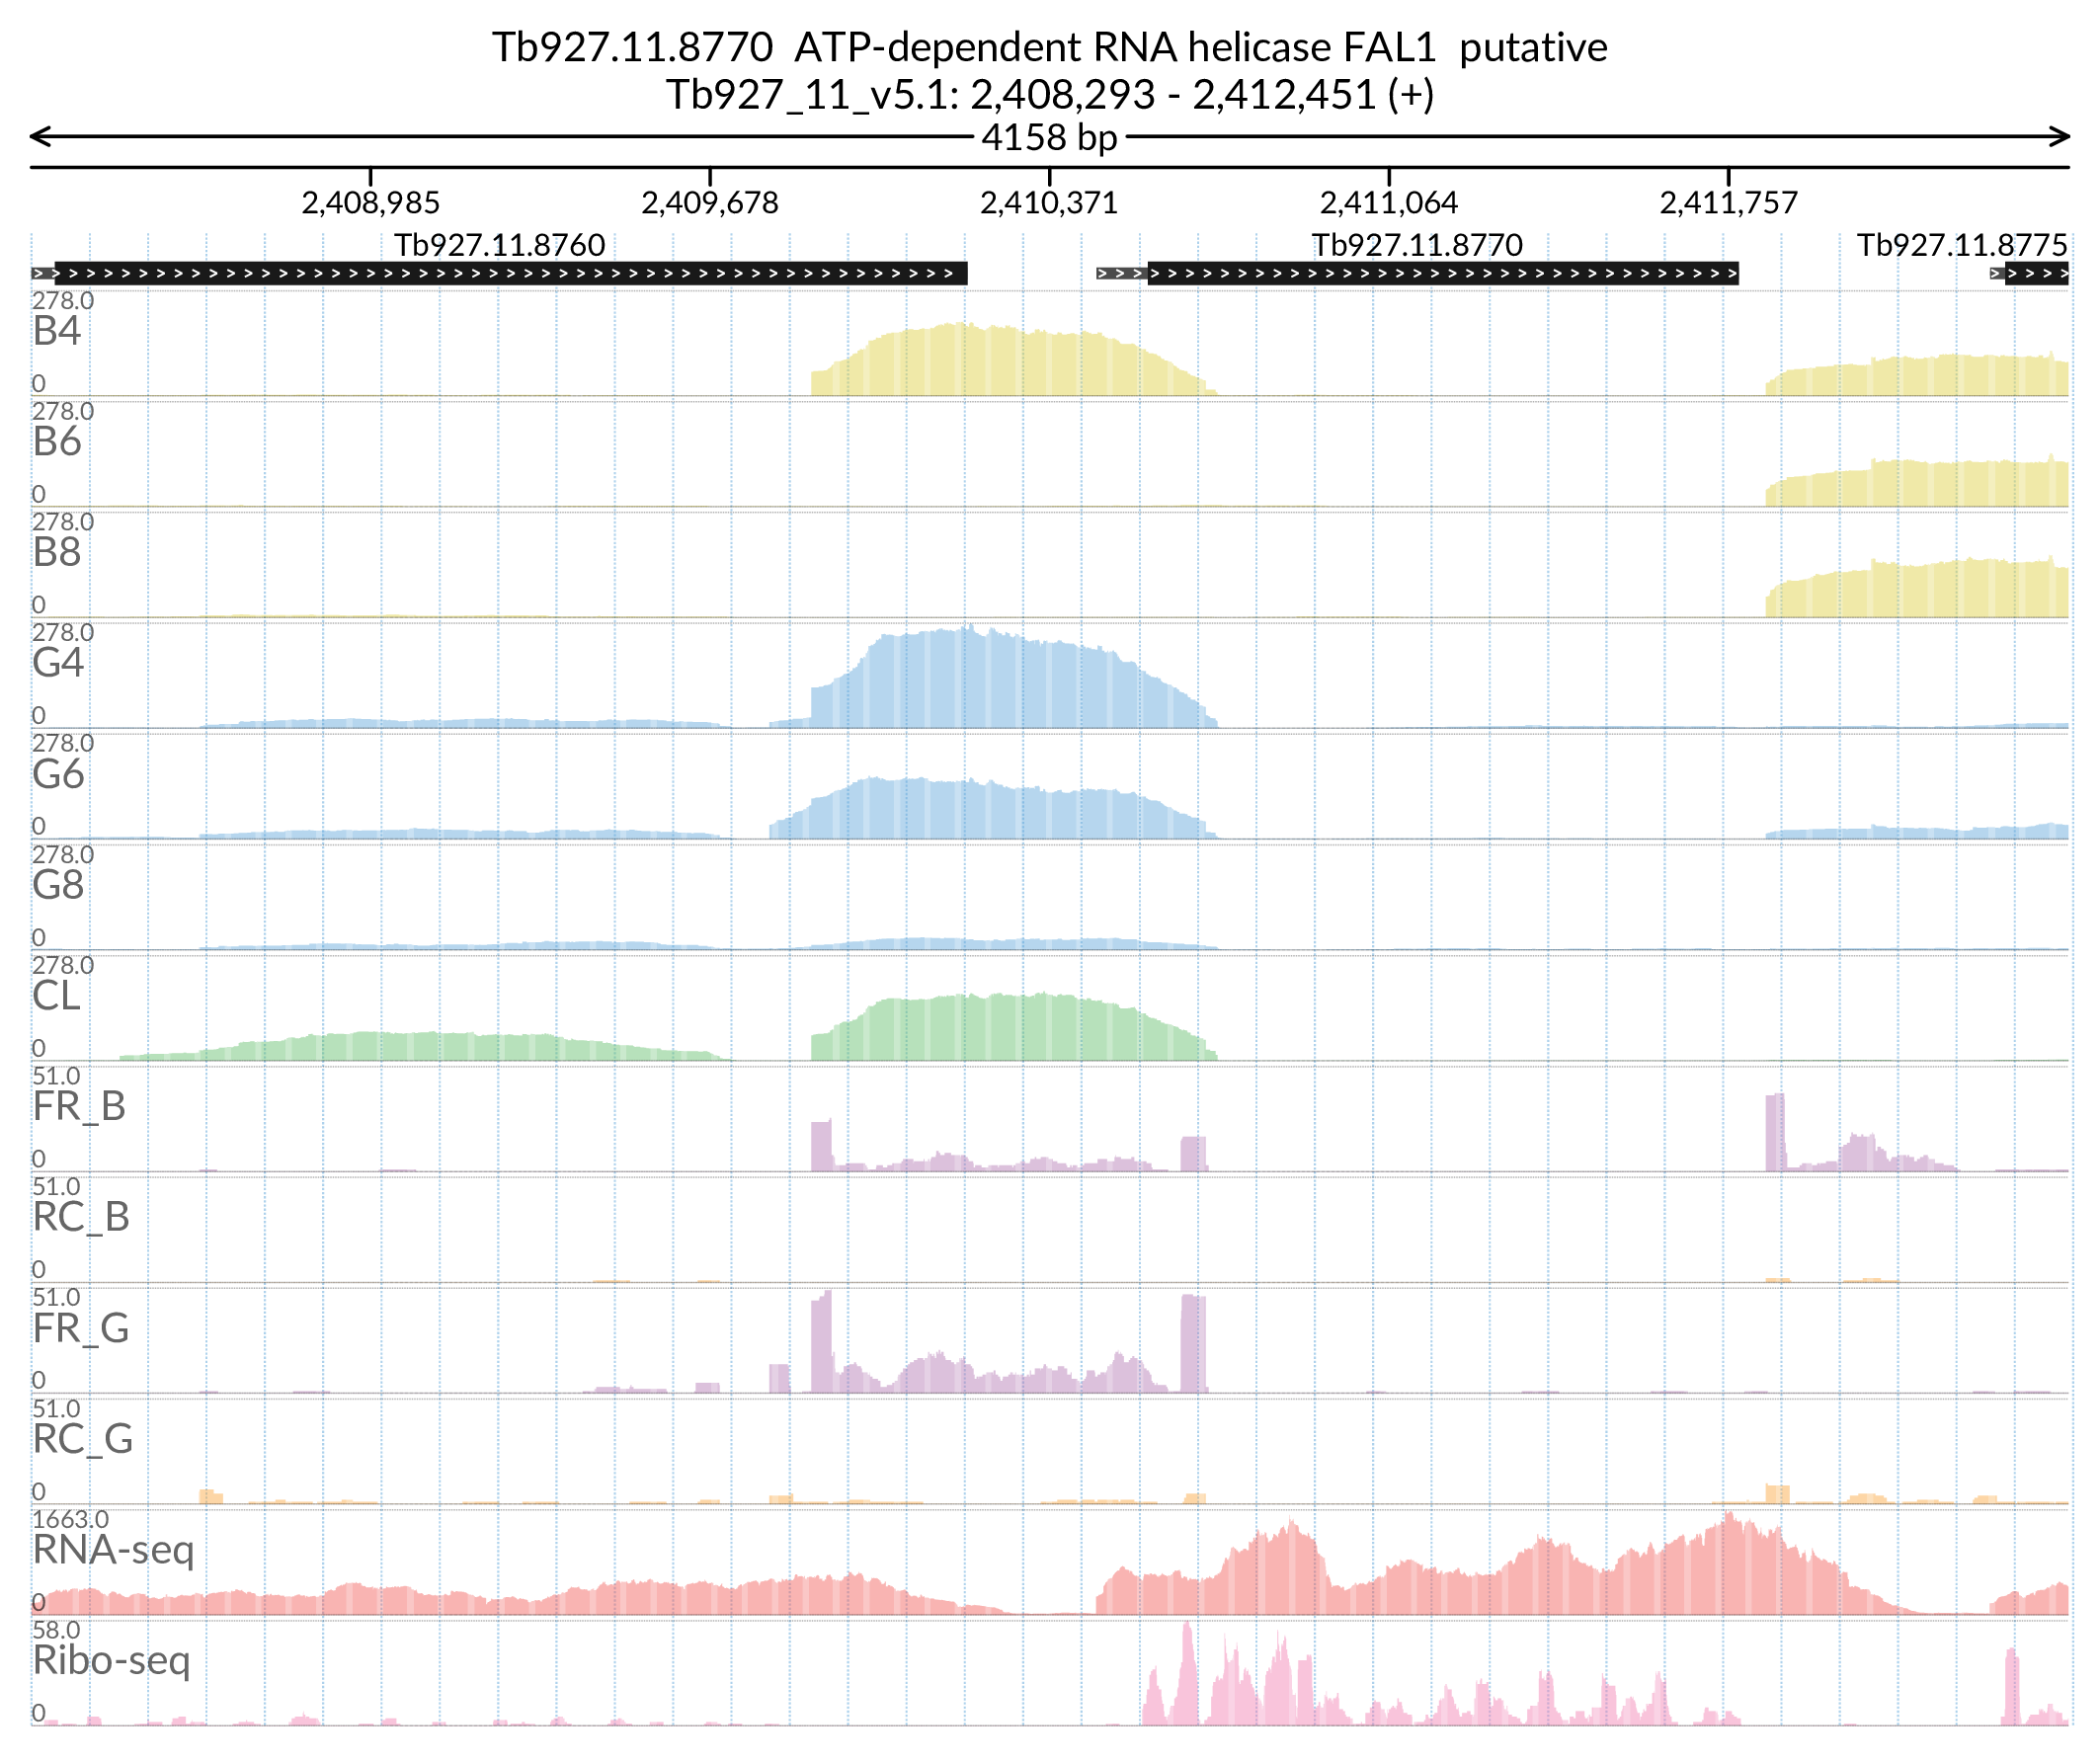 Tb927.11.8770  ATP-dependent RNA helicase FAL1  putative
Tb927_11_v5.1: 2,408,293 - 2,412,451 (+)
4158 bp
2,408,985 2,409,678 2,410,371 2,411,064 2,411,757
Tb927.11.8760 Tb927.11.8770 Tb927.11.8775
278.0
B4
0
278.0
B6
0
278.0
B8
0
278.0
G4
0
278.0
G6
0
278.0
G8
0
278.0
CL
0
51.0
FR_B
0
51.0
RC_B
0
51.0
FR_G
0
51.0
RC_G
0
1663.0
RNA-seq
0
58.0
Ribo-seq
0